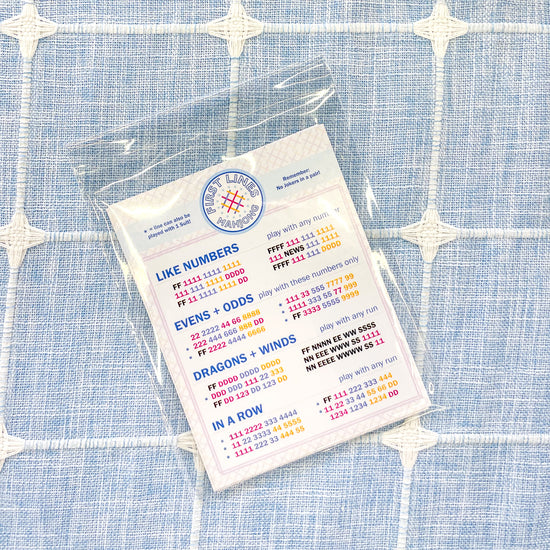 • = line can also be
played with 1 Suit!
FIRST LINES
MAHJONG
Remember:
No jokers in a pair!
LIKE NUMBERS
play with any number
FF 1111 1111 1111
111 111 1111 DDDD
FF 11 1111 1111 DD
FFFF 111 111 1111
111 NEWS 111 1111
FFFF 111 111 DDDD
EVENS + ODDS
play with these numbers only
22 2222 44 66 8888
• 222 444 666 888 DD
• FF 2222 4444 6666
• 111 33 555 7777 99
• 1111 333 55 77 999
• FF 3333 5555 9999
DRAGONS + WINDS
play with any run
• FF DDDD DDDD DDDD
• DDD DDD 111 22 333
• FF DD 123 DD 123 DD
FF NNNN EE WW SSSS
NN EEE WWW SS 1111
NN EEEE WWWW SS 11
IN A ROW
play with any run
• 111 2222 333 4444
• 11 22 3333 44 5555
• 1111 222 33 444 55
• FF 111 222 333 444
• 11 22 33 44 55 66 DD
1234 1234 1234 DD